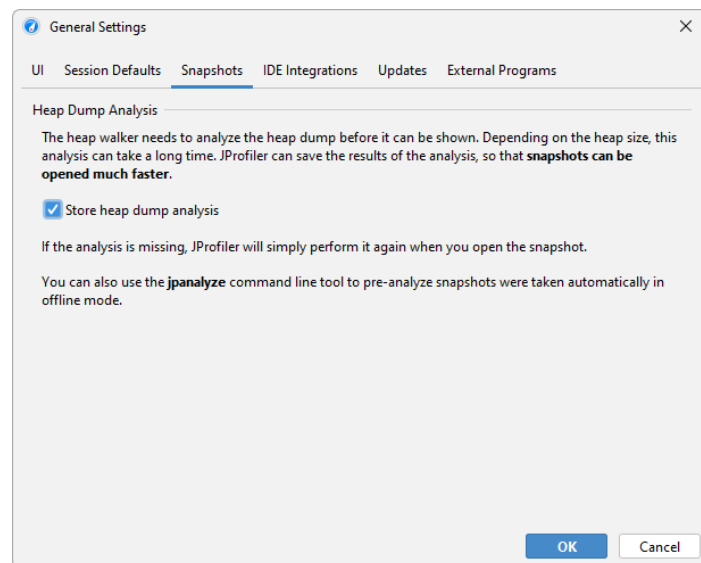 General Settings
UI Session Defaults Snapshots IDE Integrations Updates External Programs
Heap Dump Analysis
The heap walker needs to analyze the heap dump before it can be shown. Depending on the heap size, this
analysis can take a long time. JProfiler can save the results of the analysis, so that snapshots can be
opened much faster.
Store heap dump analysis
If the analysis is missing, JProfiler will simply perform it again when you open the snapshot.
You can also use the jpanalyze command line tool to pre-analyze snapshots were taken automatically in
offline mode.
OK Cancel